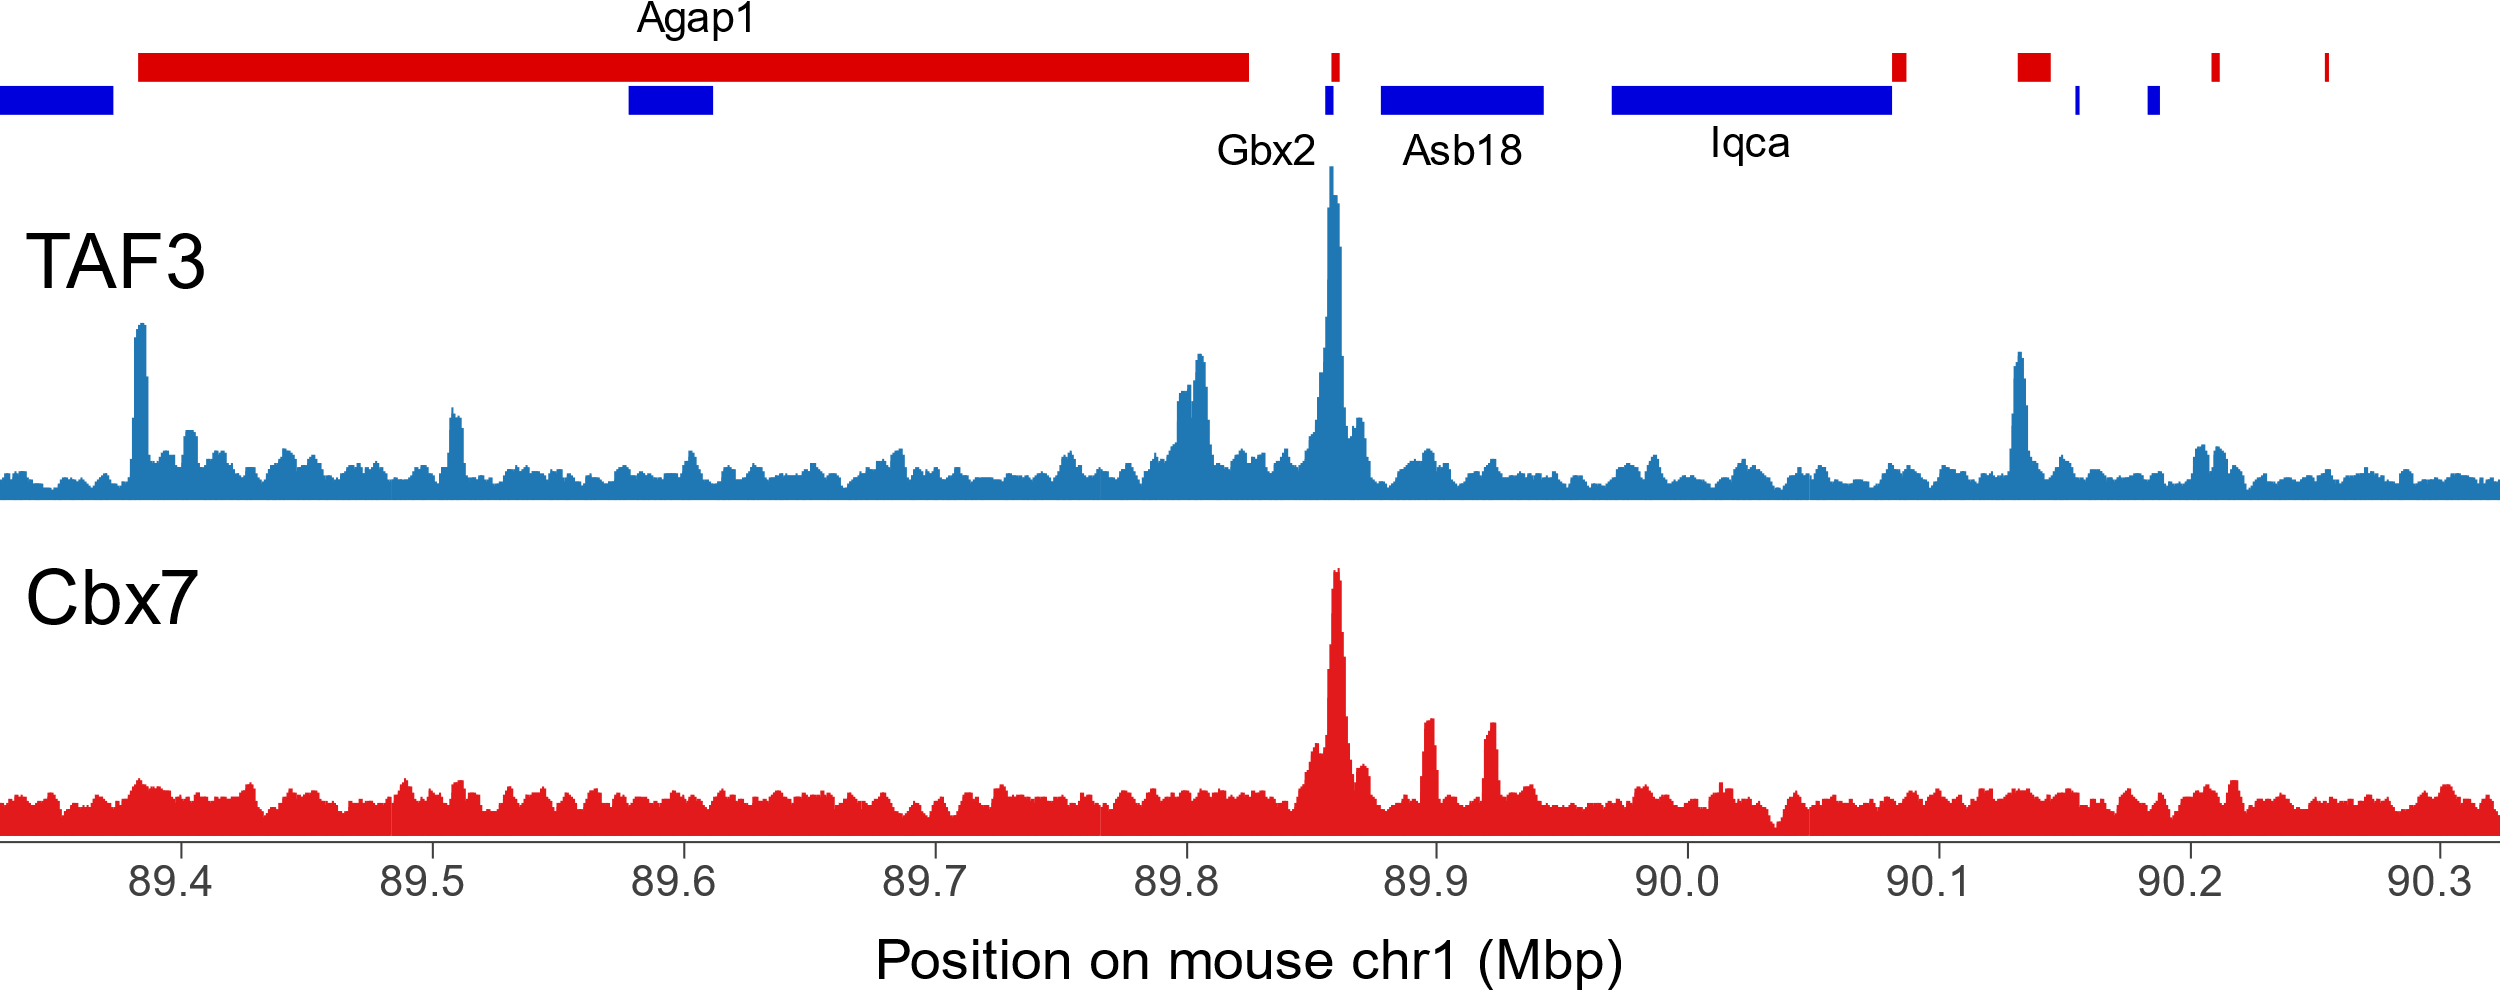 Agap1
Gbx2 Asb18 Iqca
TAF3
Cbx7
89.4 89.5 89.6 89.7 89.8 89.9 90.0 90.1 90.2 90.3
Position on mouse chr1 (Mbp)